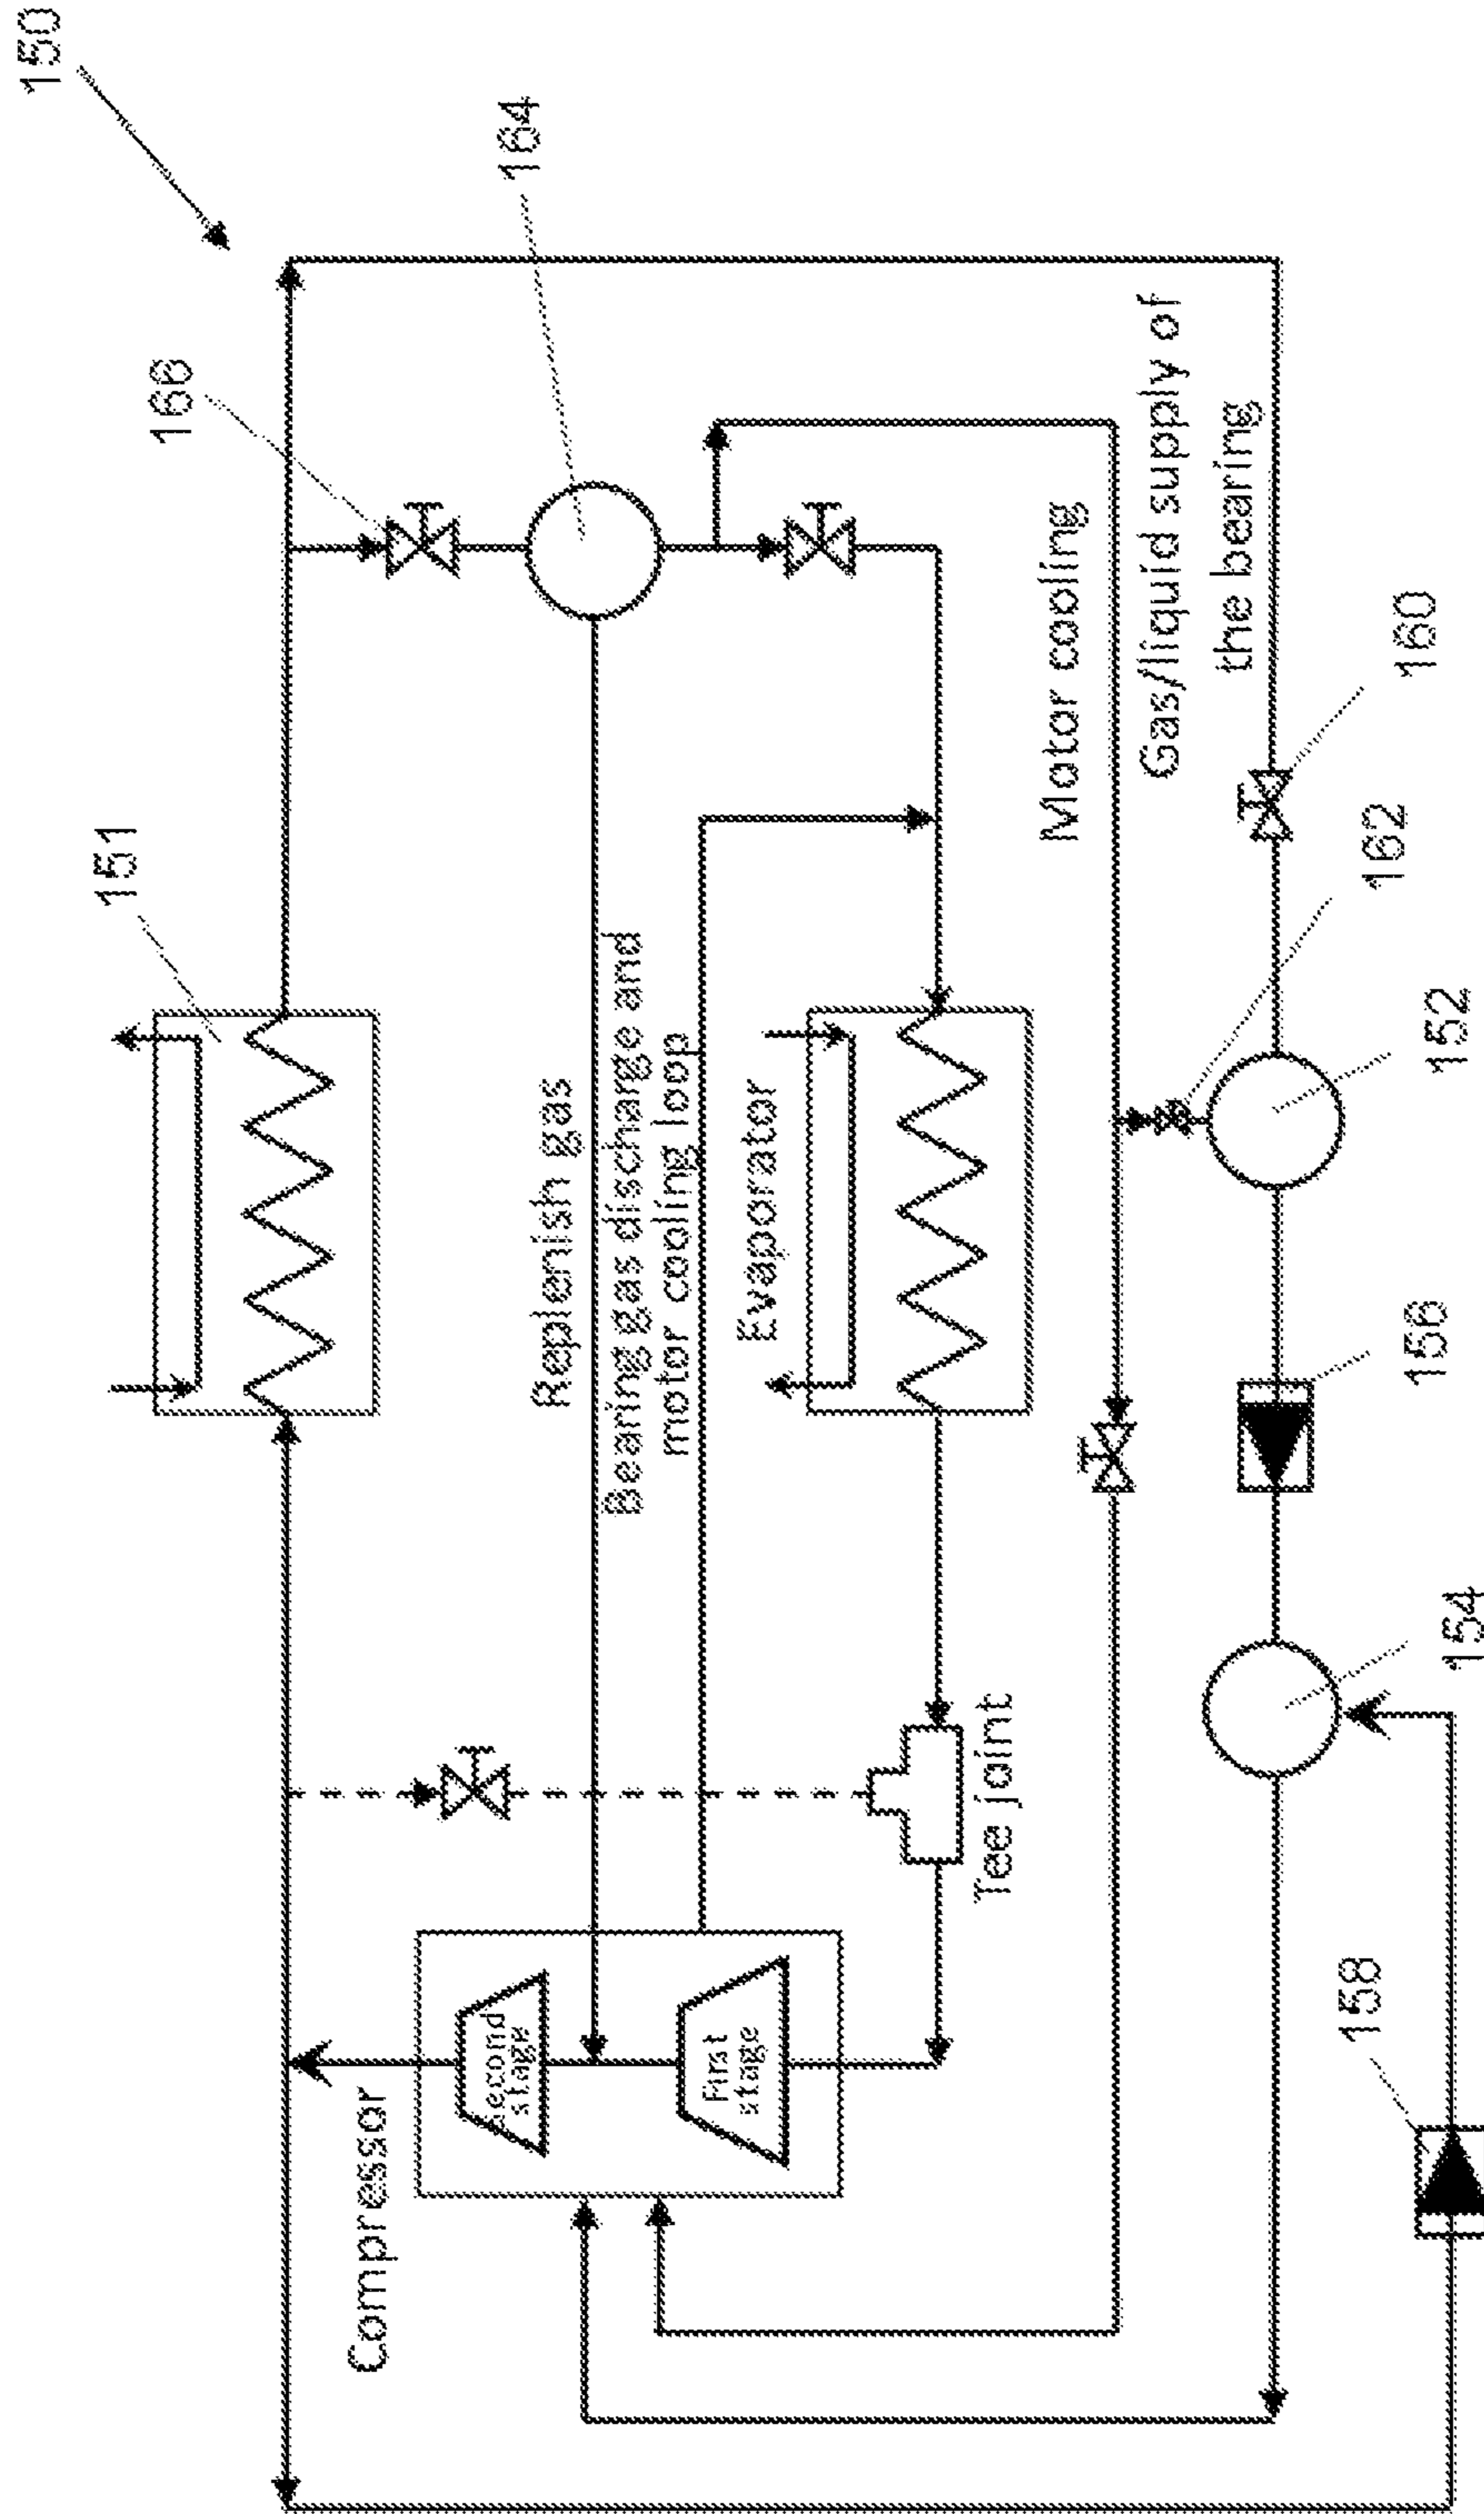 150
164
166
151
Replenish gas
Bearing gas discharge and
motor cooling loop
Evaporator
Motor cooling
Gas/liquid supply of
the bearing
160
162
152
156
154
Tee joint
Compressor
Second
stage
First
stage
158